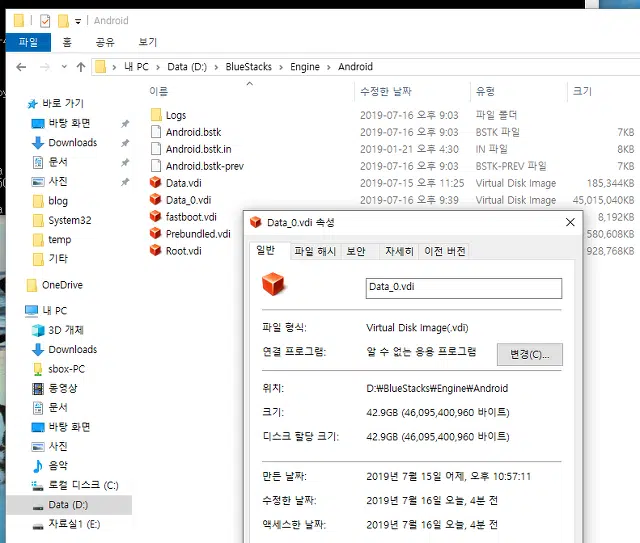 Android
파일 홈 공유 보기
내 PC > Data (D:) > BlueStacks > Engine > Android
이름 수정한 날짜 유형 크기
바로 가기
바탕 화면
Downloads
문서
사진
blog
System32
temp
기타
OneDrive
내 PC
3D 개체
Downloads
sbox-PC
동영상
문서
바탕 화면
사진
음악
로컬 디스크 (C:)
Data (D:)
자료실1 (E:)
Logs 2019-07-16 오후 9:03 파일 폴더
Android.bstk 2019-07-16 오후 9:03 BSTK 파일 7KB
Android.bstk.in 2019-01-21 오후 4:30 IN 파일 8KB
Android.bstk-prev 2019-07-16 오후 9:03 BSTK-PREV 파일 7KB
Data.vdi 2019-07-15 오후 11:25 Virtual Disk Image 185,344KB
Data_0.vdi 2019-07-16 오후 9:39 Virtual Disk Image 45,015,040KB
fastboot.vdi 8,192KB
Prebundled.vdi 580,608KB
Root.vdi 928,768KB
Data_0.vdi 속성
일반 파일 해시 보안 자세히 이전 버전
Data_0.vdi
파일 형식: Virtual Disk Image(.vdi)
연결 프로그램: 알 수 없는 응용 프로그램 변경(C)...
위치: D:₩BlueStacks₩Engine₩Android
크기: 42.9GB (46,095,400,960 바이트)
디스크 할당 크기: 42.9GB (46,095,400,960 바이트)
만든 날짜: 2019년 7월 15일 어제, 오후 10:57:11
수정한 날짜: 2019년 7월 16일 오늘, 4분 전
액세스한 날짜: 2019년 7월 16일 오늘, 4분 전